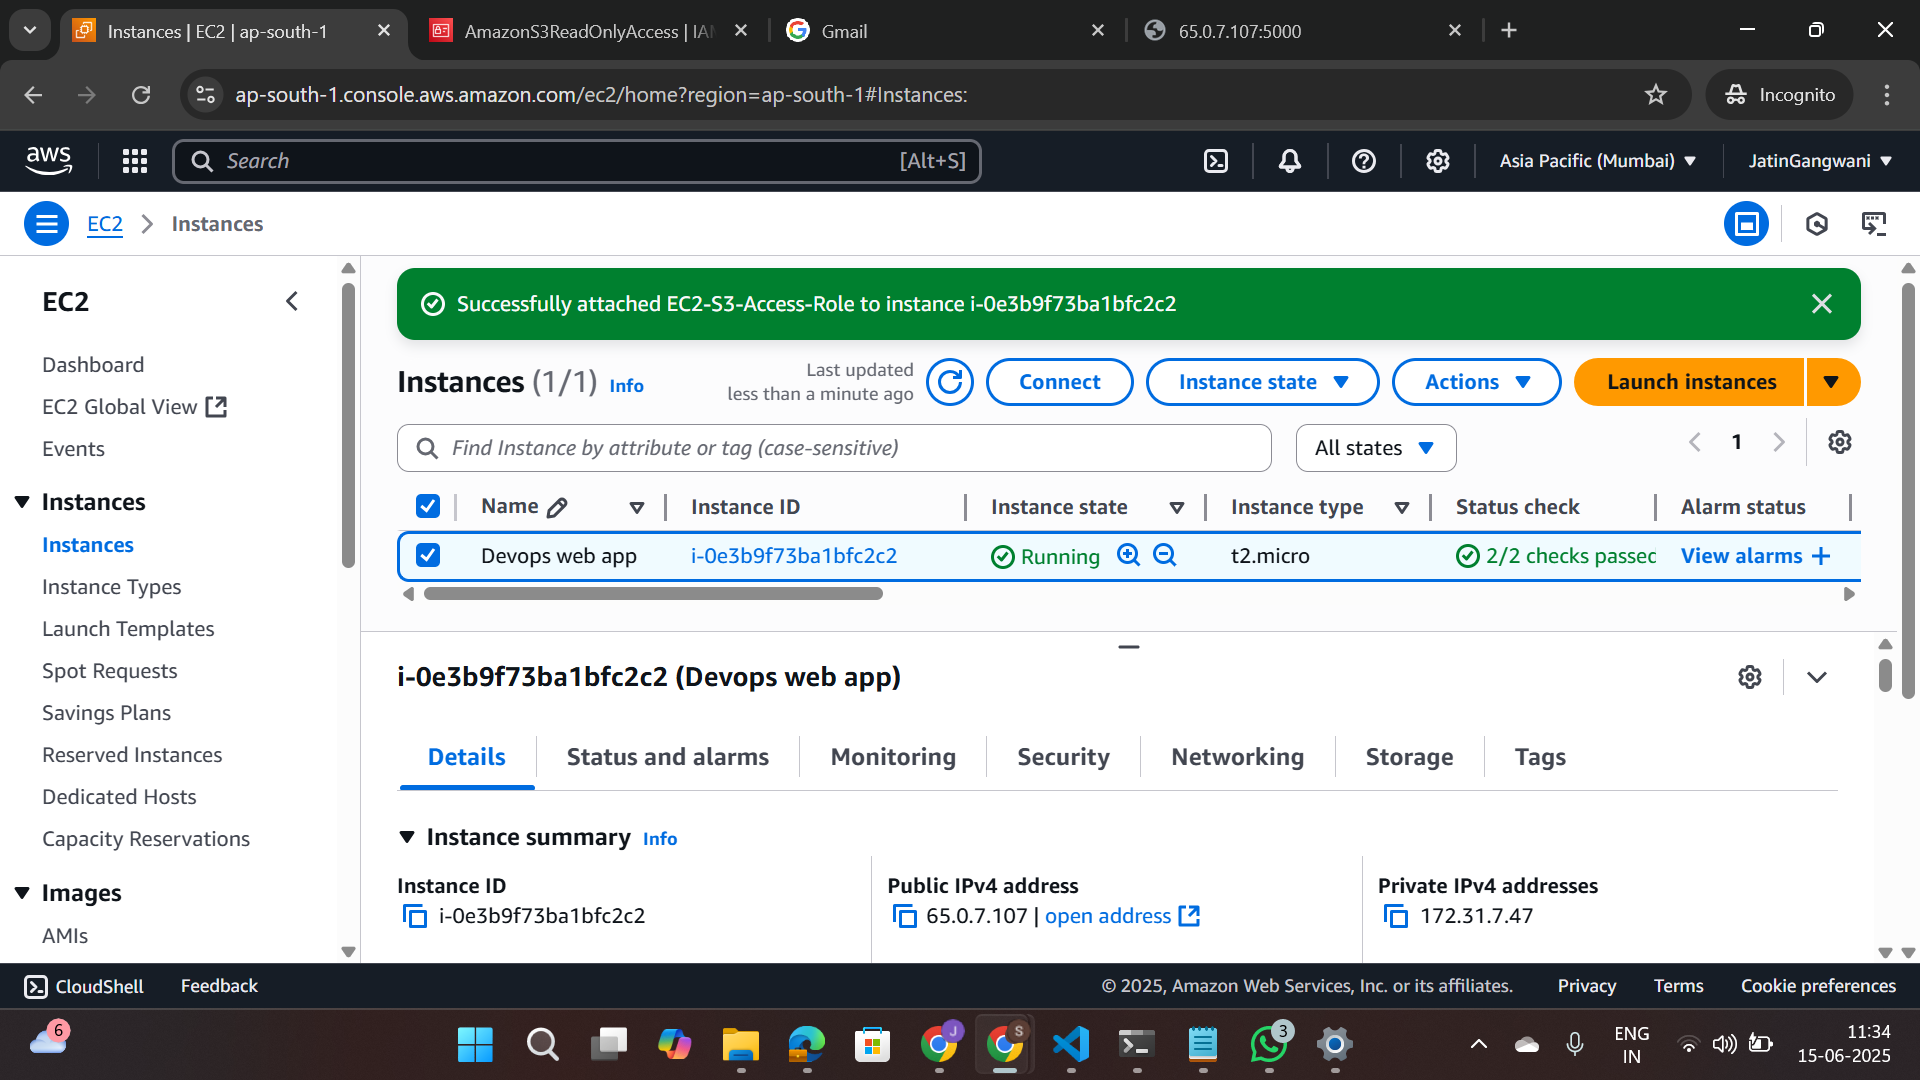 Instances | EC2 | ap-south-1
AmazonS3ReadOnlyAccess | IAM
Gmail
65.0.7.107:5000
ap-south-1.console.aws.amazon.com/ec2/home?region=ap-south-1#Instances:
Incognito
aws
Search
[Alt+S]
Asia Pacific (Mumbai)
JatinGangwani
EC2
Instances
EC2
Dashboard
EC2 Global View
Events
Instances
Instances
Instance Types
Launch Templates
Spot Requests
Savings Plans
Reserved Instances
Dedicated Hosts
Capacity Reservations
Images
AMIs
Successfully attached EC2-S3-Access-Role to instance i-0e3b9f73ba1bfc2c2
Instances (1/1) Info
Last updated
less than a minute ago
Connect
Instance state
Actions
Launch instances
Find Instance by attribute or tag (case-sensitive)
All states
1
Name
Instance ID
Instance state
Instance type
Status check
Alarm status
Devops web app
i-0e3b9f73ba1bfc2c2
Running
t2.micro
2/2 checks passed
View alarms
i-0e3b9f73ba1bfc2c2 (Devops web app)
Details
Status and alarms
Monitoring
Security
Networking
Storage
Tags
Instance summary Info
Instance ID
i-0e3b9f73ba1bfc2c2
Public IPv4 address
65.0.7.107 | open address
Private IPv4 addresses
172.31.7.47
CloudShell
Feedback
© 2025, Amazon Web Services, Inc. or its affiliates.
Privacy
Terms
Cookie preferences
6
J
S
3
ENG
IN
11:34
15-06-2025